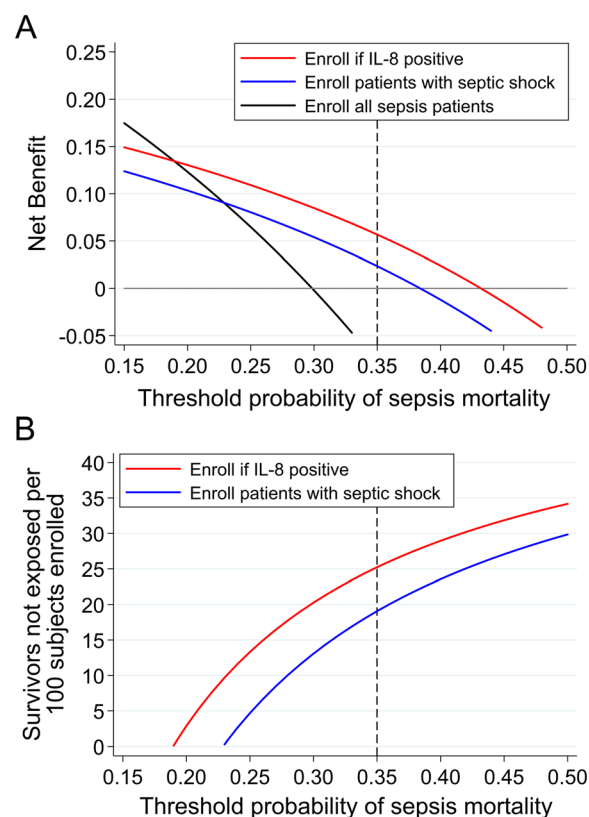 A
0.25
0.20
0.15
0.10
0.05
0
-0.05
Net Benefit
Enroll if IL-8 positive
Enroll patients with septic shock
Enroll all sepsis patients
0.15 0.20 0.25 0.30 0.35 0.40 0.45 0.50
Threshold probability of sepsis mortality
B
40
35
30
25
20
15
10
5
0
Survivors not exposed per
100 subjects enrolled
Enroll if IL-8 positive
Enroll patients with septic shock
0.15 0.20 0.25 0.30 0.35 0.40 0.45 0.50
Threshold probability of sepsis mortality